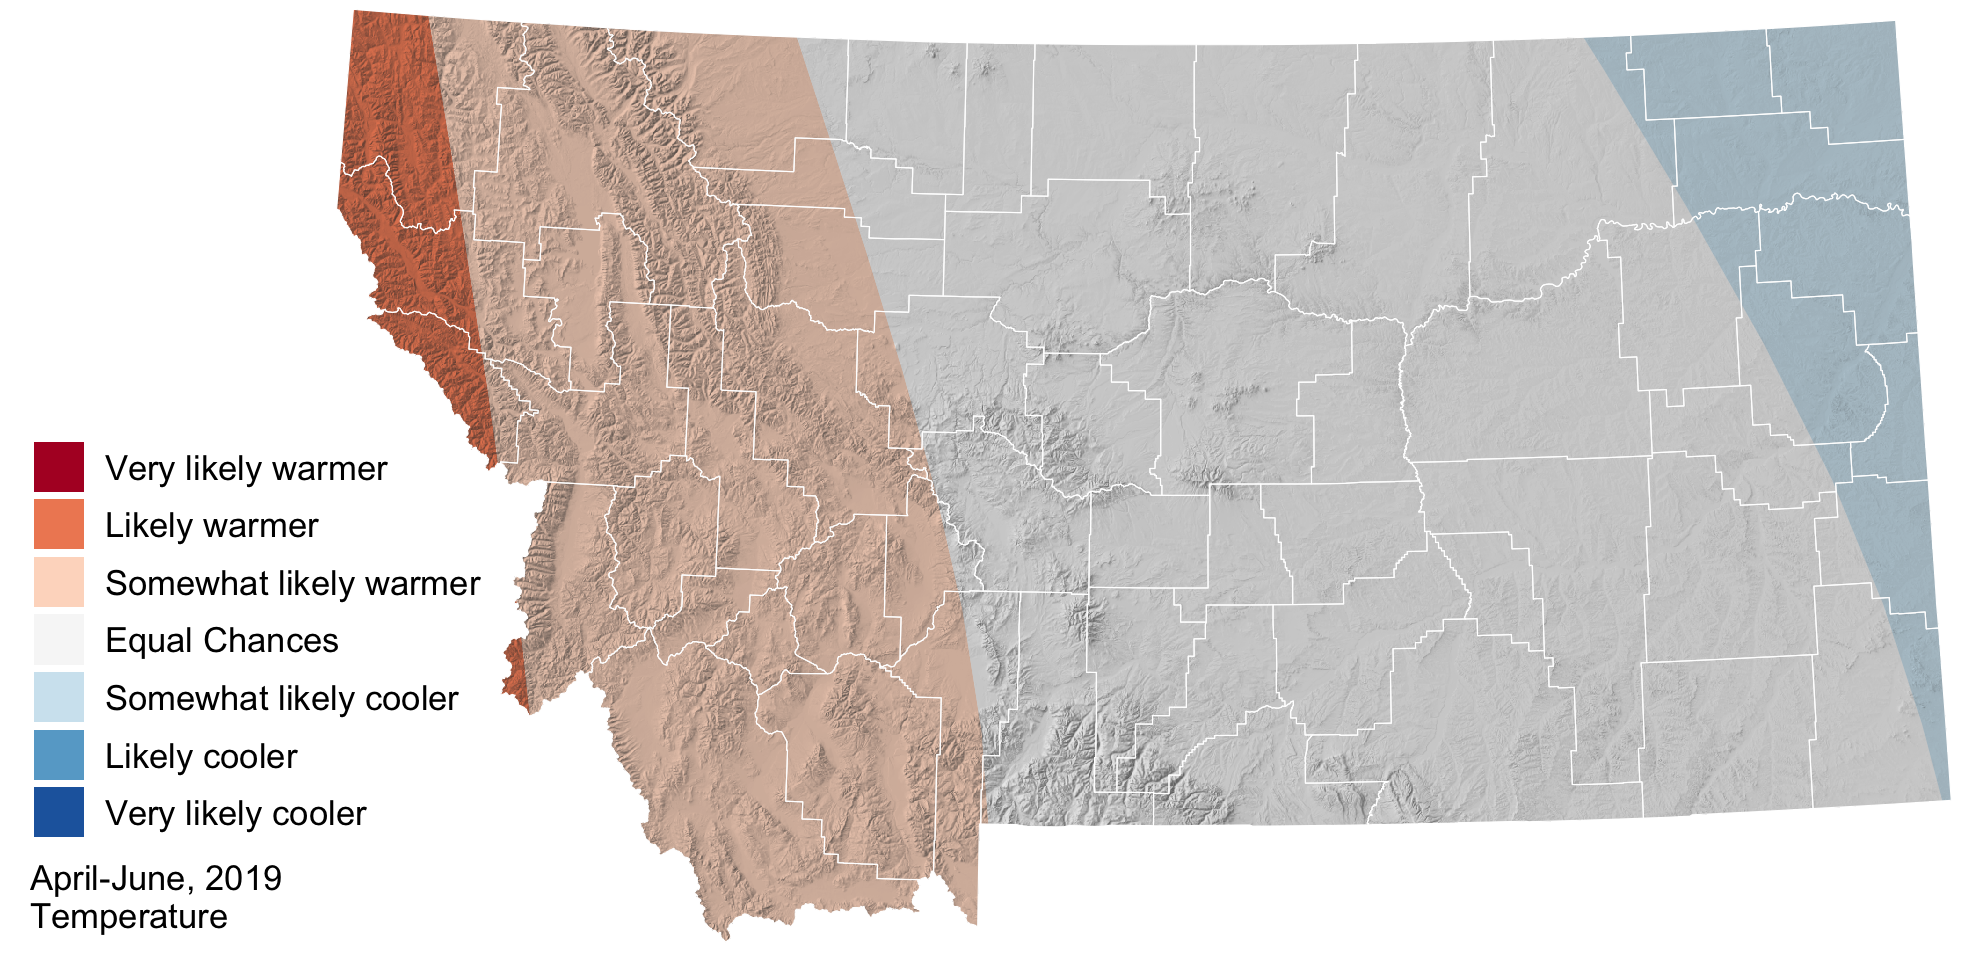 Very likely warmer
Likely warmer
Somewhat likely warmer
Equal Chances
Somewhat likely cooler
Likely cooler
Very likely cooler
April-June, 2019
Temperature